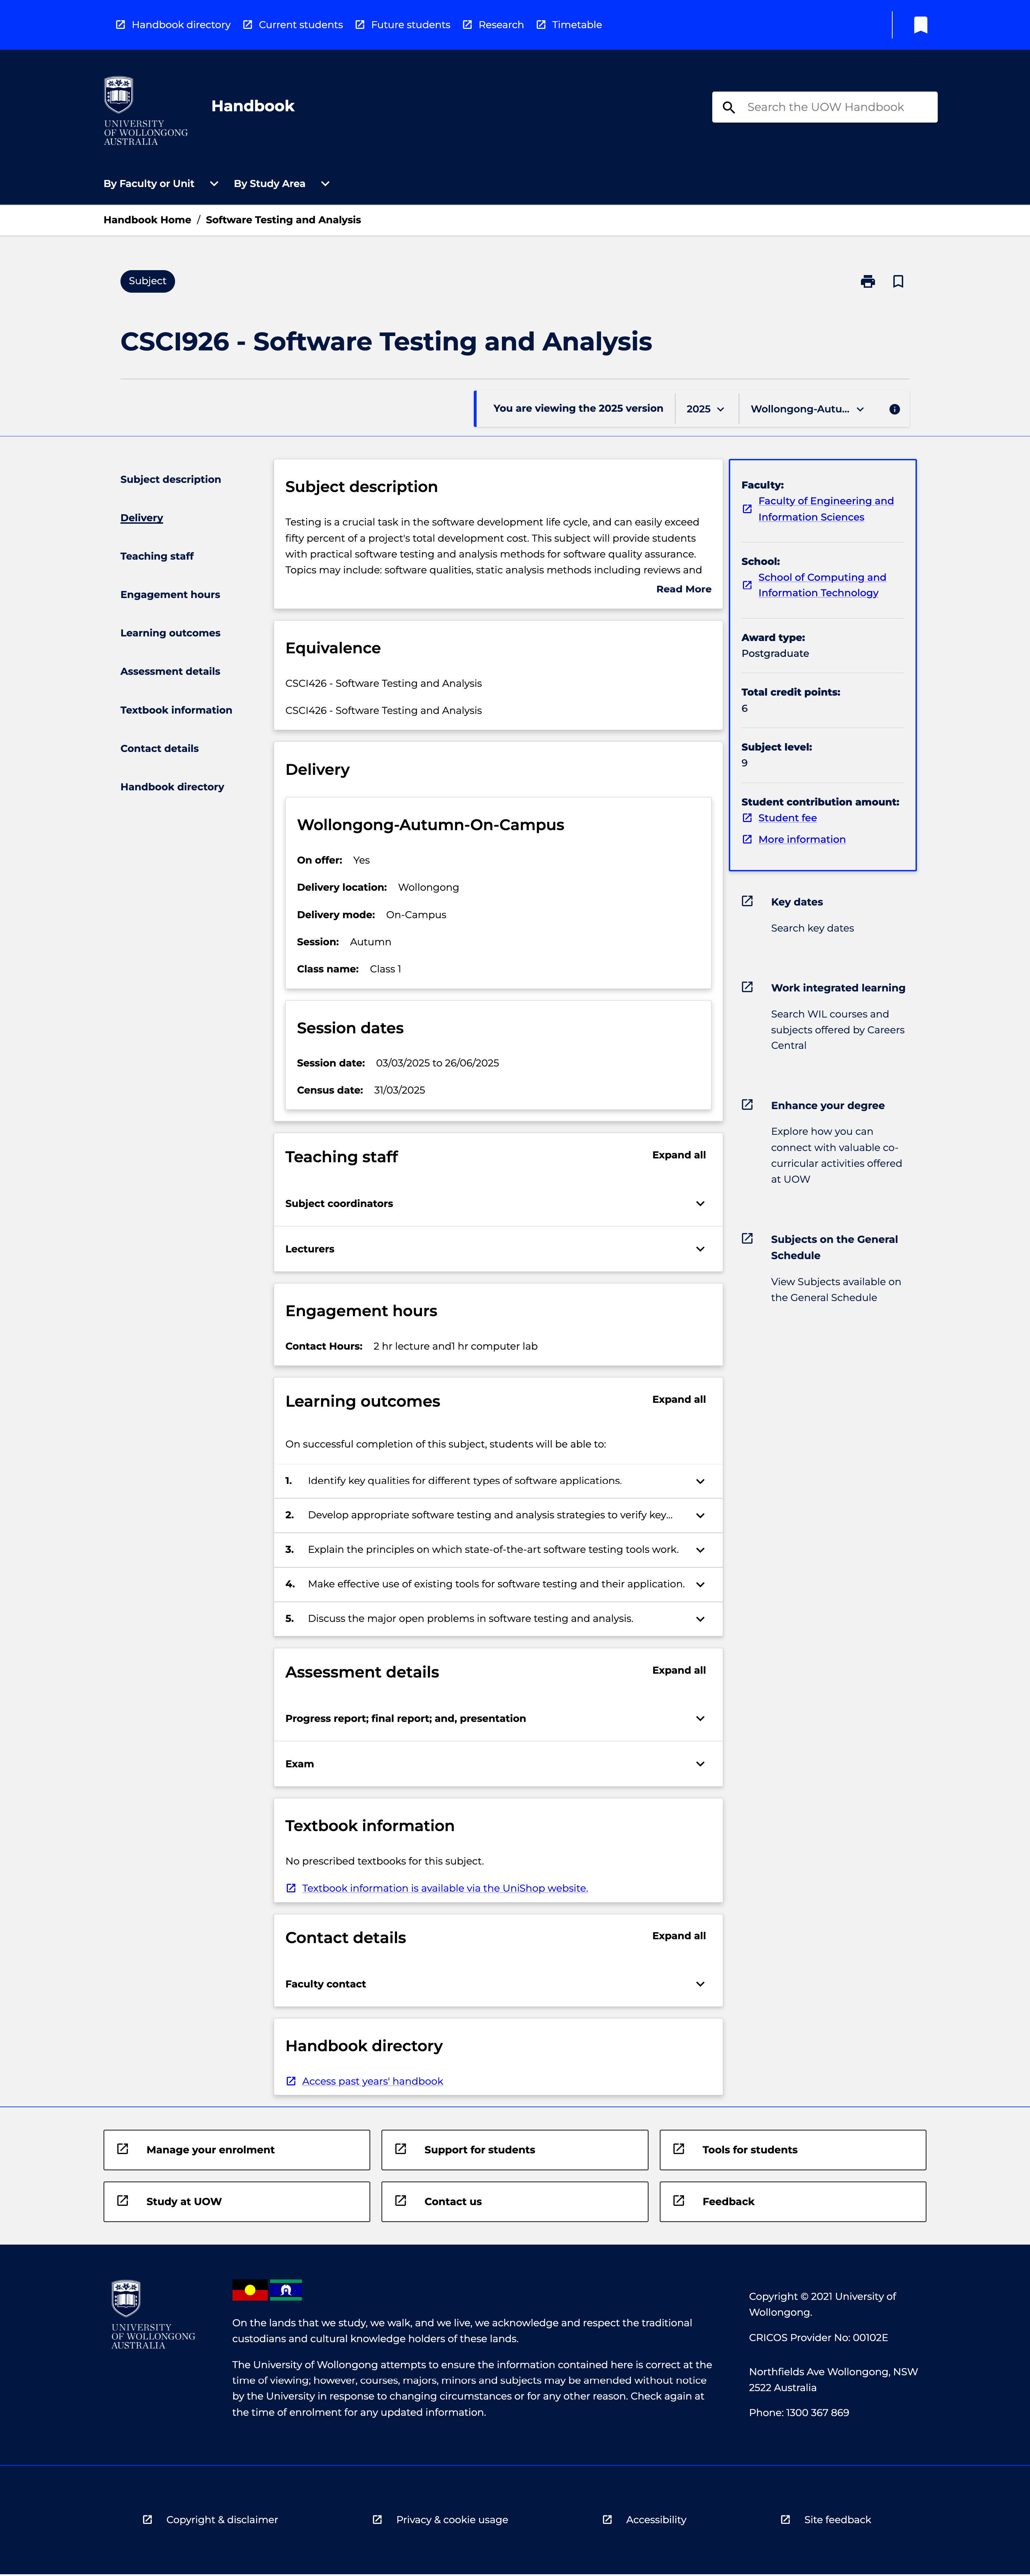 Handbook directory
Current students
Future students
Research
Timetable
UNIVERSITY
OF WOLLONGONG
AUSTRALIA
Handbook
Search the UOW Handbook
By Faculty or Unit
By Study Area
Handbook Home / Software Testing and Analysis
Subject
CSCI926 - Software Testing and Analysis
You are viewing the 2025 version
2025
Wollongong-Autu...
Subject description
Delivery
Teaching staff
Engagement hours
Learning outcomes
Assessment details
Textbook information
Contact details
Handbook directory
Subject description
Testing is a crucial task in the software development life cycle, and can easily exceed
fifty percent of a project's total development cost. This subject will provide students
with practical software testing and analysis methods for software quality assurance.
Topics may include: software qualities, static analysis methods including reviews and
Read More
Equivalence
CSCI426 - Software Testing and Analysis
CSCI426 - Software Testing and Analysis
Delivery
Wollongong-Autumn-On-Campus
On offer: Yes
Delivery location: Wollongong
Delivery mode: On-Campus
Session: Autumn
Class name: Class 1
Session dates
Session date: 03/03/2025 to 26/06/2025
Census date: 31/03/2025
Teaching staff
Expand all
Subject coordinators
Lecturers
Engagement hours
Contact Hours: 2 hr lecture and1 hr computer lab
Learning outcomes
Expand all
On successful completion of this subject, students will be able to:
1. Identify key qualities for different types of software applications.
2. Develop appropriate software testing and analysis strategies to verify key...
3. Explain the principles on which state-of-the-art software testing tools work.
4. Make effective use of existing tools for software testing and their application.
5. Discuss the major open problems in software testing and analysis.
Assessment details
Expand all
Progress report; final report; and, presentation
Exam
Textbook information
No prescribed textbooks for this subject.
Textbook information is available via the UniShop website.
Contact details
Expand all
Faculty contact
Handbook directory
Access past years' handbook
Faculty:
Faculty of Engineering and
Information Sciences
School:
School of Computing and
Information Technology
Award type:
Postgraduate
Total credit points:
6
Subject level:
9
Student contribution amount:
Student fee
More information
Key dates
Search key dates
Work integrated learning
Search WIL courses and
subjects offered by Careers
Central
Enhance your degree
Explore how you can
connect with valuable co-
curricular activities offered
at UOW
Subjects on the General
Schedule
View Subjects available on
the General Schedule
Manage your enrolment
Support for students
Tools for students
Study at UOW
Contact us
Feedback
UNIVERSITY
OF WOLLONGONG
AUSTRALIA
On the lands that we study, we walk, and we live, we acknowledge and respect the traditional
custodians and cultural knowledge holders of these lands.
The University of Wollongong attempts to ensure the information contained here is correct at the
time of viewing; however, courses, majors, minors and subjects may be amended without notice
by the University in response to changing circumstances or for any other reason. Check again at
the time of enrolment for any updated information.
Copyright © 2021 University of
Wollongong.
CRICOS Provider No: 00102E
Northfields Ave Wollongong, NSW
2522 Australia
Phone: 1300 367 869
Copyright & disclaimer
Privacy & cookie usage
Accessibility
Site feedback